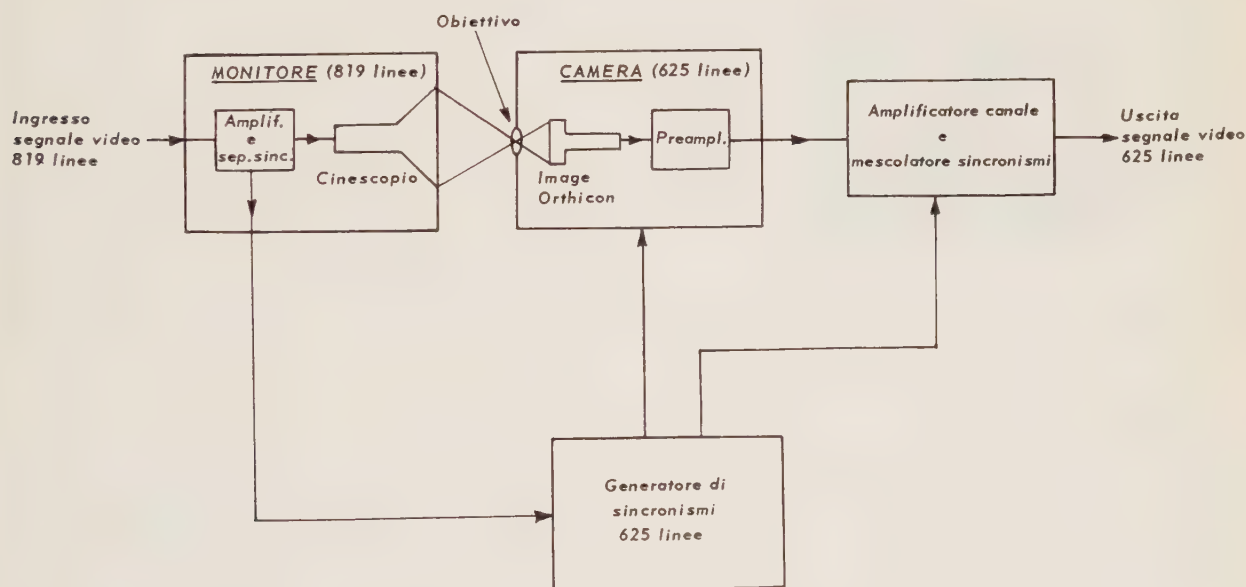 Obiettivo
MONITORE (819 linee)
CAMERA (625 linee)
Ingresso
segnale video
819 linee
Amplif.
e
sep.sinc.
Cinescopio
Image
Orthicon
Preampl.
Amplificatore canale
e
mescolatore sincronismi
Uscita
segnale video
625 linee
Generatore di
sincronismi
625 linee